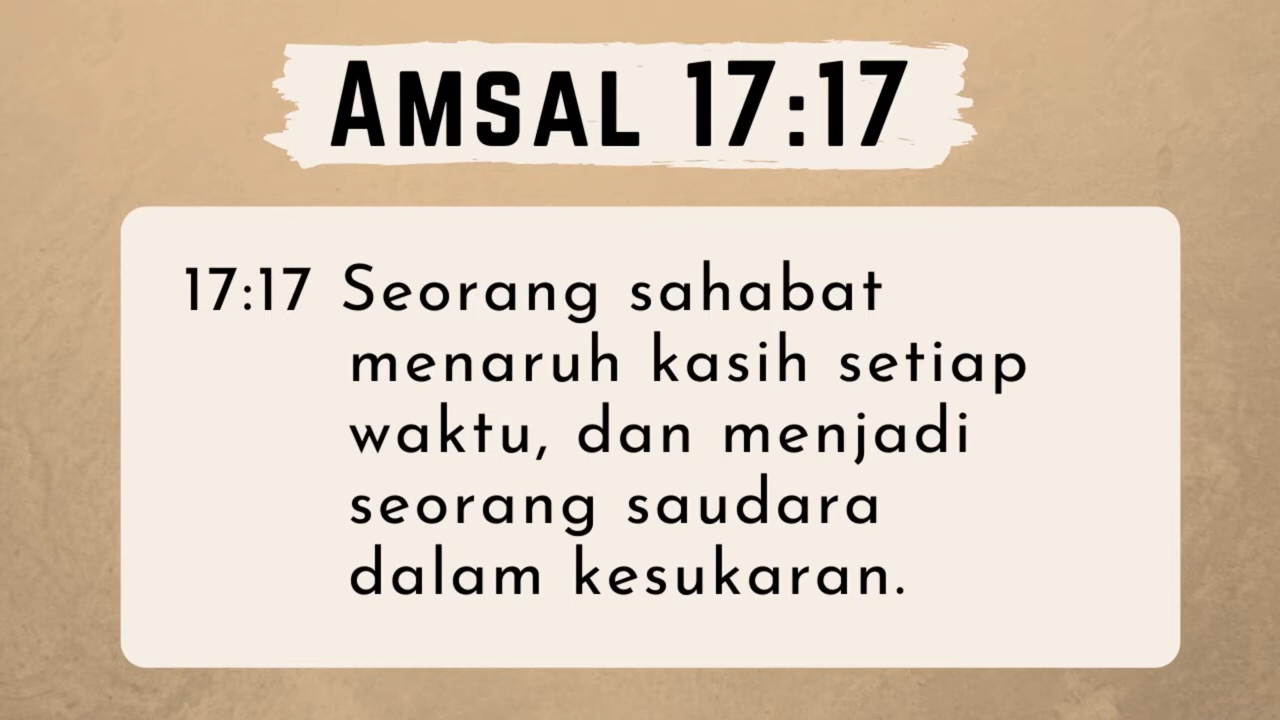 AMSAL 17:17
17:17 Seorang sahabat
menaruh kasih setiap
waktu, dan menjadi
seorang saudara
dalam kesukaran.